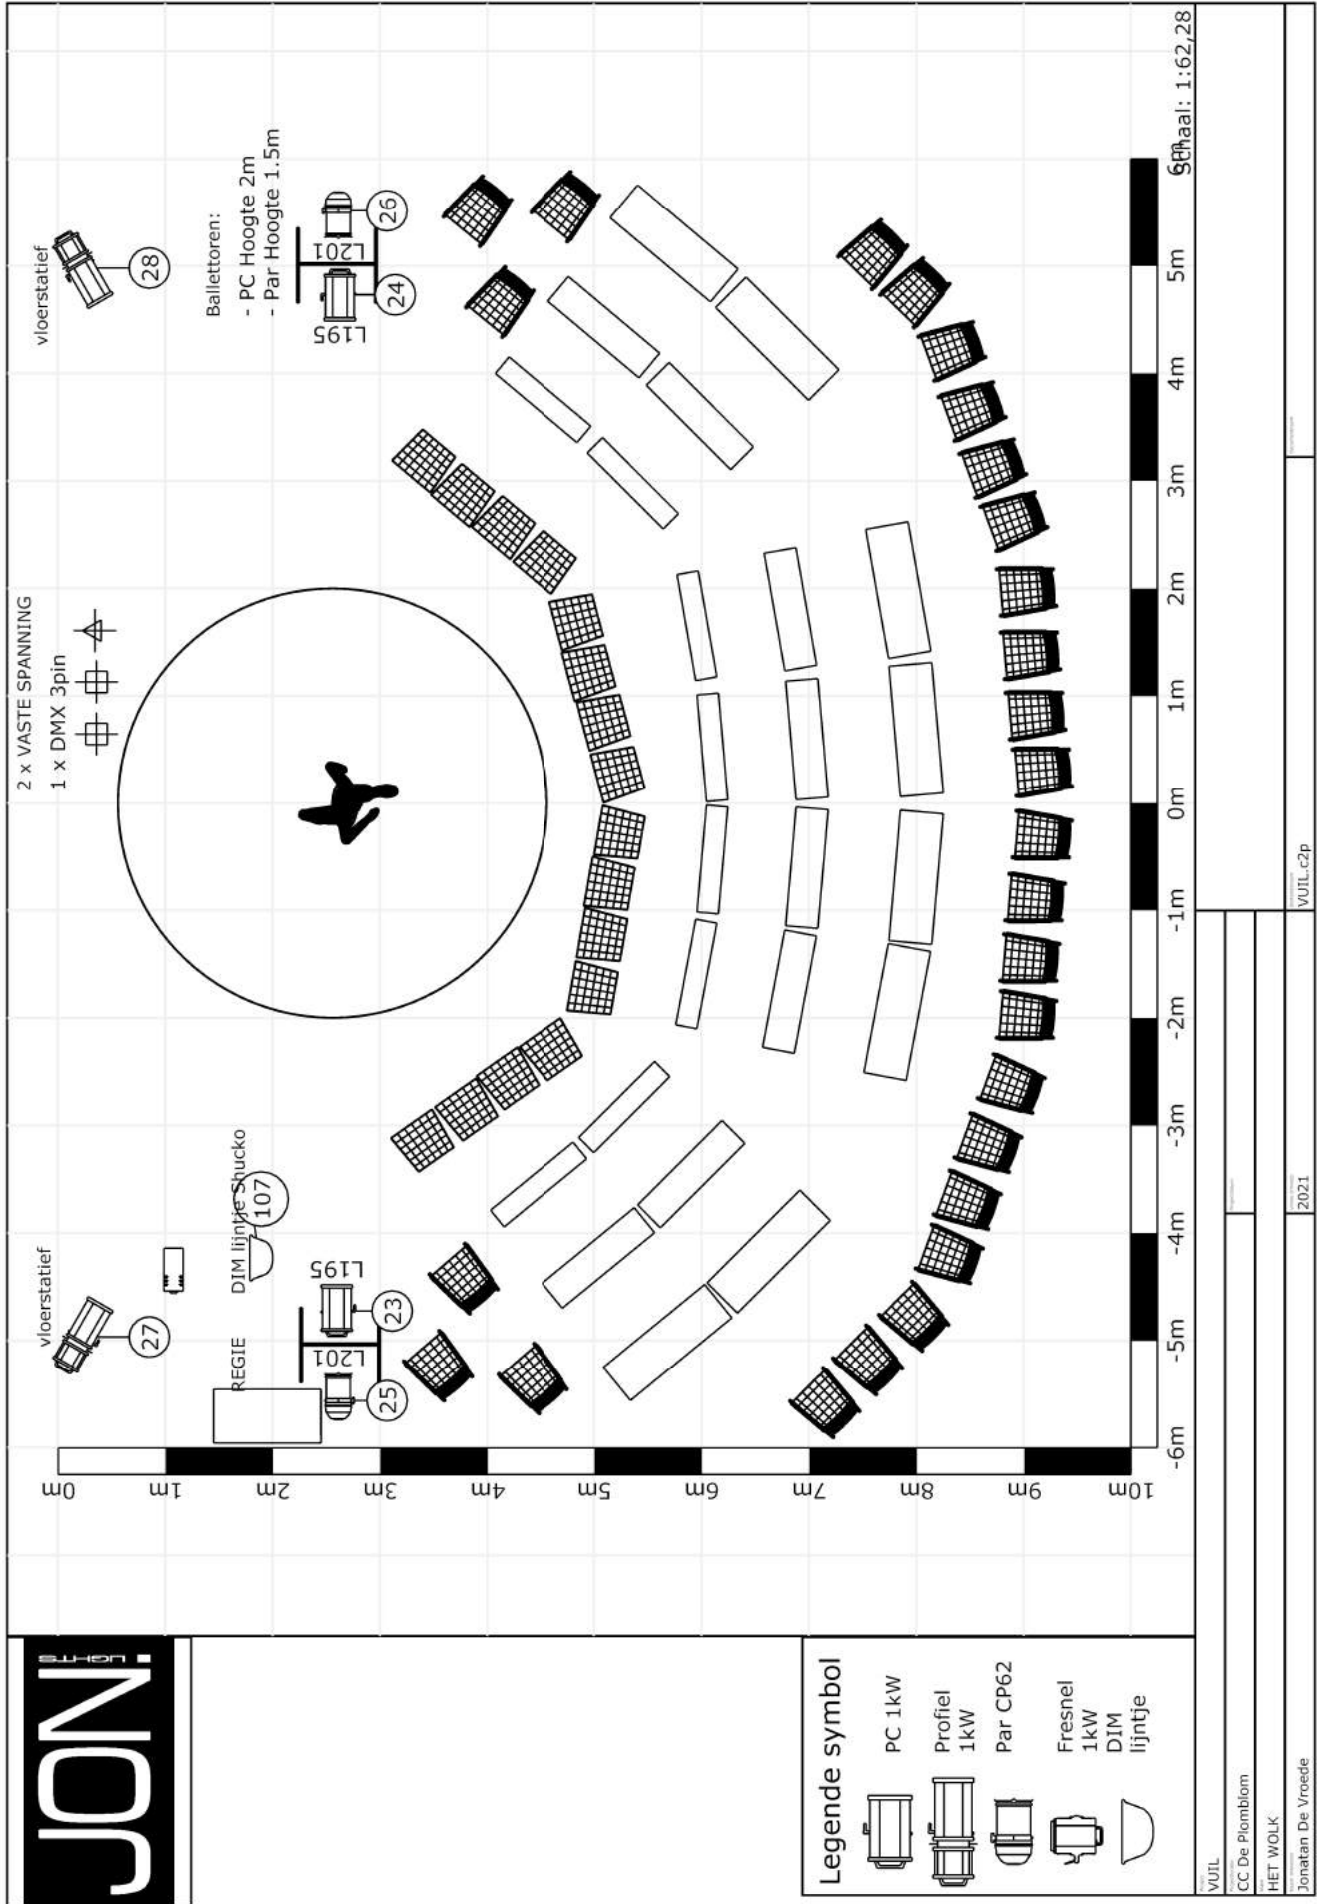 2 x VASTE SPANNING
1 x DMX 3pin
vloerstatief
27
vloerstatief
28
REGIE
DIM lijntje Shucko
107
Ballettoren:
- PC Hoogte 2m
- Par Hoogte 1.5m
L201
L195
25
23
L195
L201
24
26
0m
1m
2m
3m
4m
5m
6m
7m
8m
9m
10m
-6m
-5m
-4m
-3m
-2m
-1m
0m
1m
2m
3m
4m
5m
6m
Schaal: 1:62,28
JON
LIGHTS
Legende symbol
PC 1kW
Profiel
1kW
Par CP62
Fresnel
1kW
DIM
lijntje
VUIL
CC De Plomblom
HET WOLK
Jonatan De Vroede
2021
VUIL.c2p